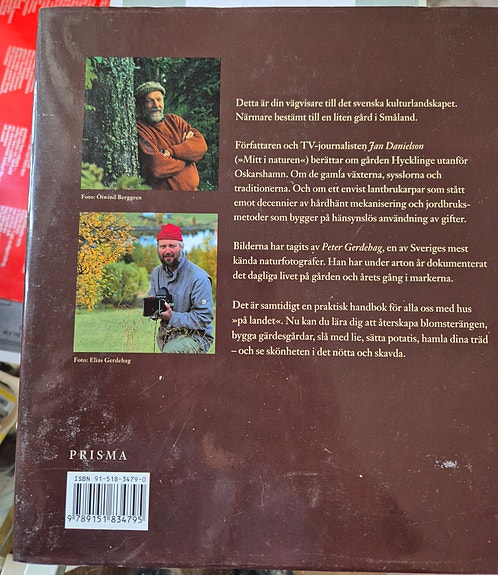 Detta är din vägvisare till det svenska kulturlandskapet.
Närmare bestämt till en liten gård i Småland.
Författaren och TV-journalisten Jan Danielson
(»Mitt i naturen«) berättar om gården Hycklinge utanför
Oskarshamn. Om de gamla växterna, sysslorna och
traditionerna. Och om ett envist lantbrukarpar som stått
emot decennier av hårdhänt mekanisering och jordbruks-
metoder som bygger på hänsynslös användning av gifter.
Bilderna har tagits av Peter Gerdehag, en av Sveriges mest
kända naturfotografer. Han har under arton år dokumenterat
det dagliga livet på gården och årets gång i markerna.
Det är samtidigt en praktisk handbok för alla oss med hus
»på landet«. Nu kan du lära dig att återskapa blomsterängen,
bygga gärdesgårdar, slå med lie, sätta potatis, hamla dina träd
– och se skönheten i det nötta och skavda.
Foto: Öiwind Berggren
Foto: Elias Gerdehag
PRISMA
ISBN 91-518-3479-0
9 789151 834795